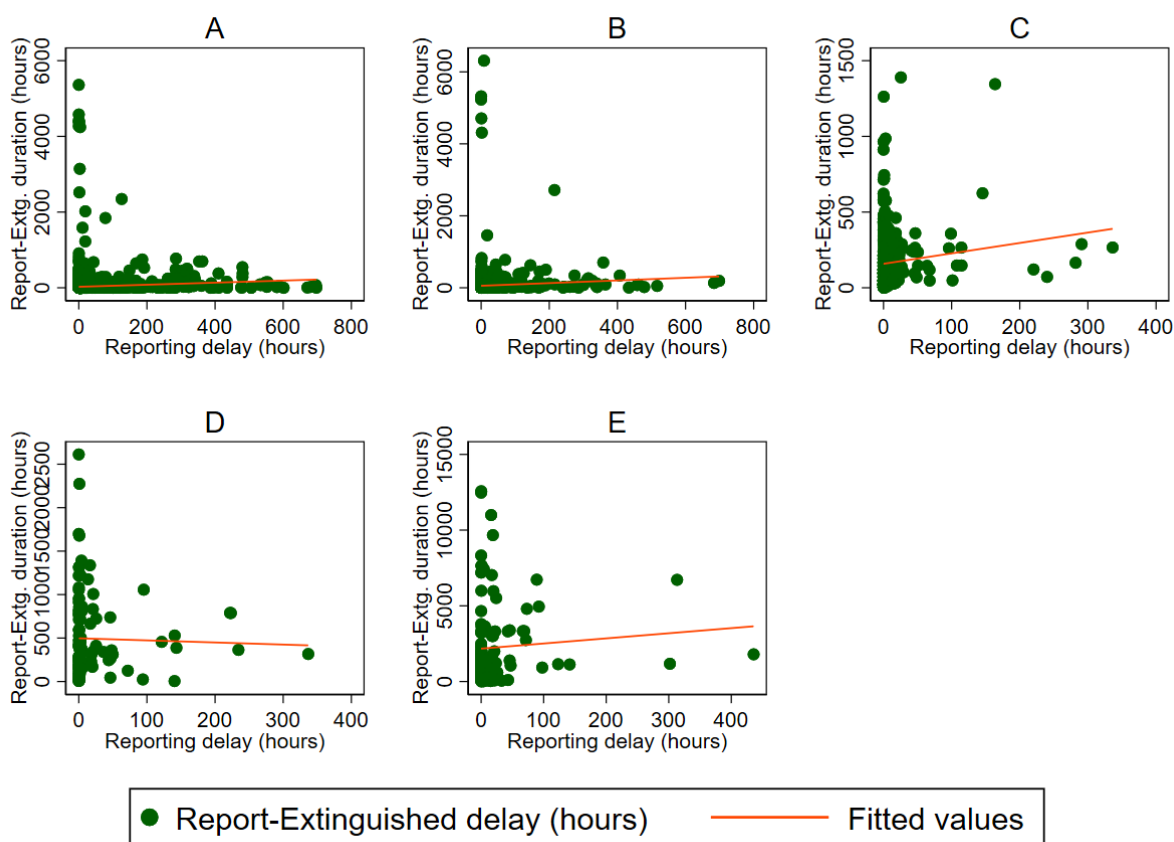 A
Report-Extg. duration (hours)
6000
4000
2000
0
0 200 400 600 800
Reporting delay (hours)
B
Report-Extg. duration (hours)
6000
4000
2000
0
0 200 400 600 800
Reporting delay (hours)
C
Report-Extg. duration (hours)
1500
1000
500
0
0 100 200 300 400
Reporting delay (hours)
D
Report-Extg. duration (hours)
2500
2000
1500
1000
500
0
0 100 200 300 400
Reporting delay (hours)
E
Report-Extg. duration (hours)
15000
10000
5000
0
0 100 200 300 400
Reporting delay (hours)
Report-Extinguished delay (hours) Fitted values